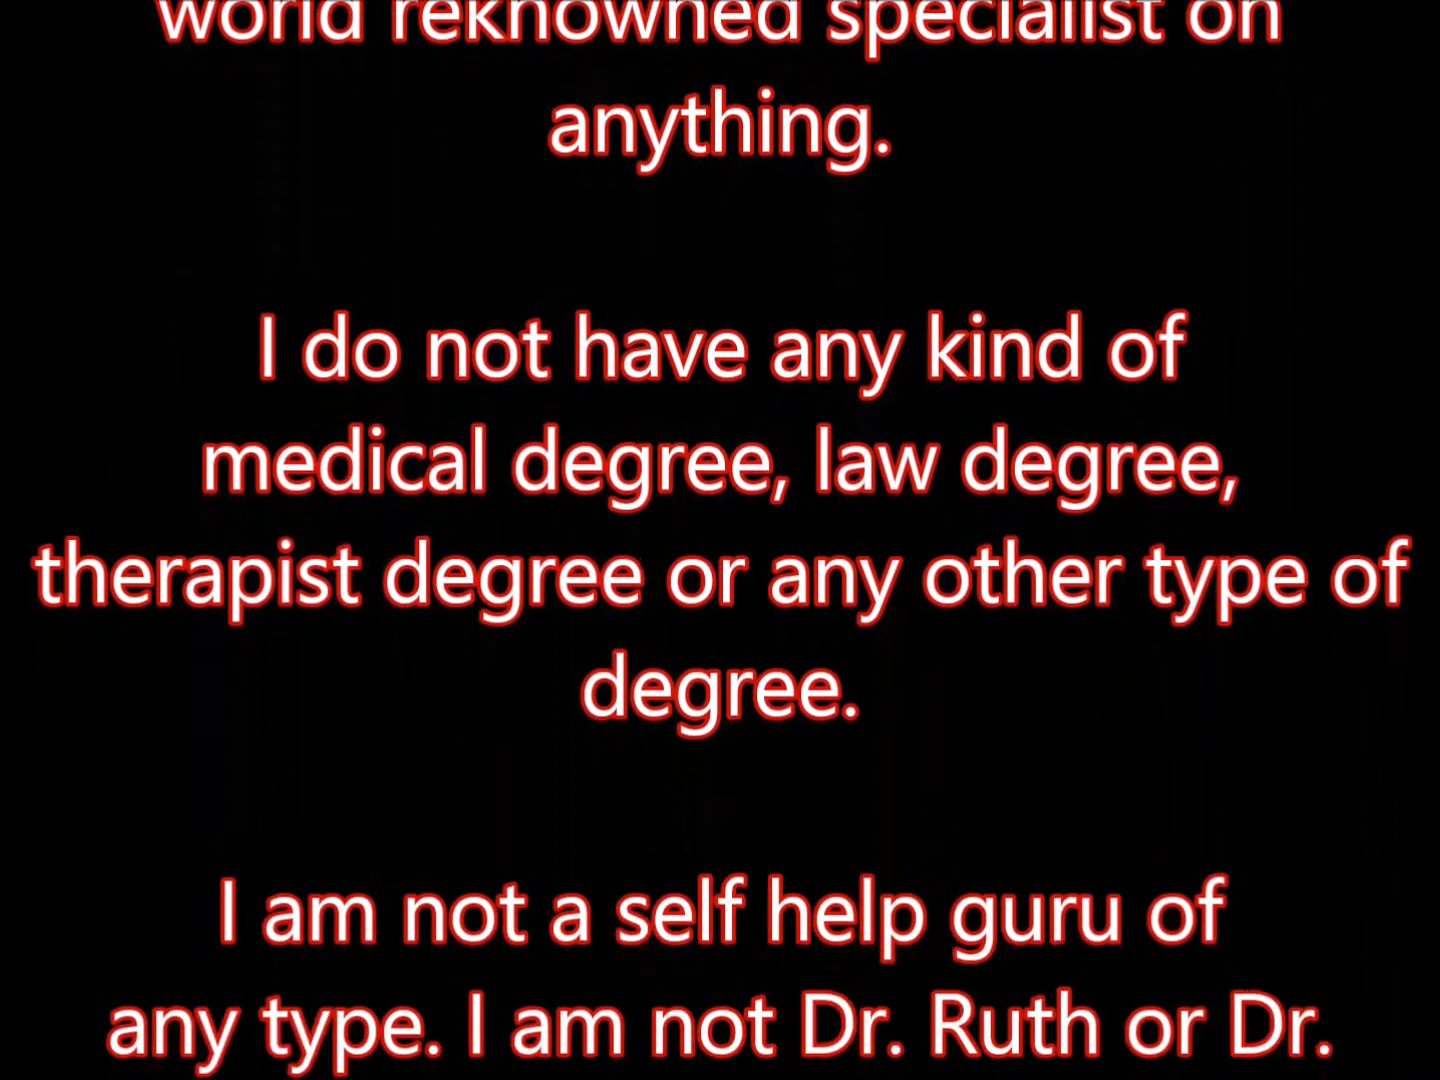 world reknowned specialist on
anything.
I do not have any kind of
medical degree, law degree,
therapist degree or any other type of
degree.
I am not a self help guru of
any type. I am not Dr. Ruth or Dr.